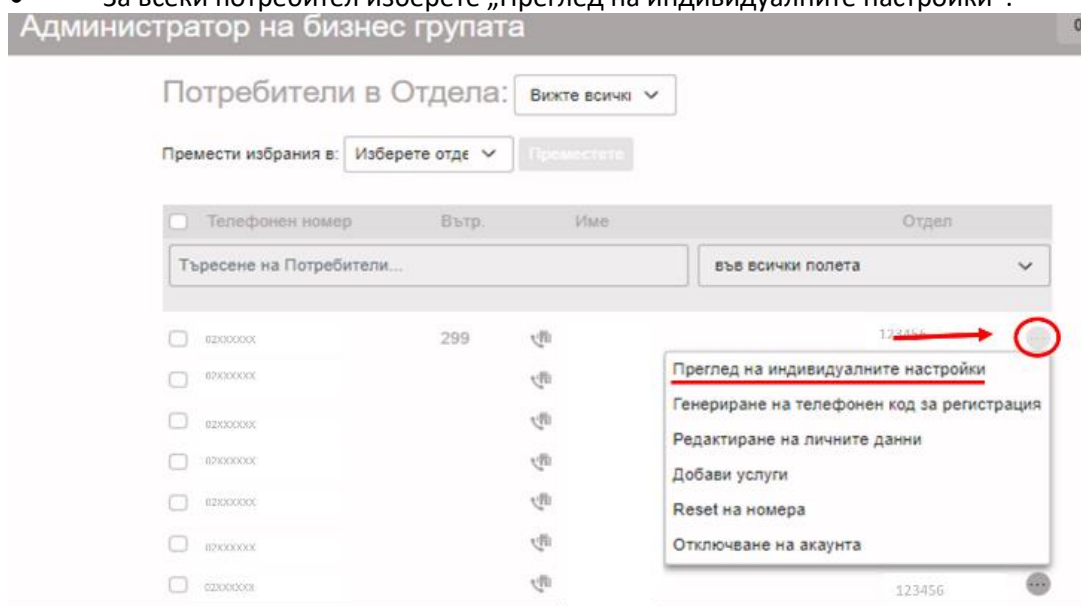 • За всеки потребител изберете „Преглед на индивидуалните настройки“.
Администратор на бизнес групата
Потребители в Отдела: Вижте всичкі
Премести избрания в: Изберете отде Преместете
Телефонен номер Вътр. Име Отдел
Търесене на Потребители... във всички полета
02XXXXXX 299 123456
02XXXXXX
02XXXXXX
02XXXXXX
02XXXXXX
02XXXXXX
02XXXXXX 123456
Преглед на индивидуалните настройки
Генериране на телефонен код за регистрация
Редактиране на личните данни
Добави услуги
Reset на номера
Отключване на акаунта